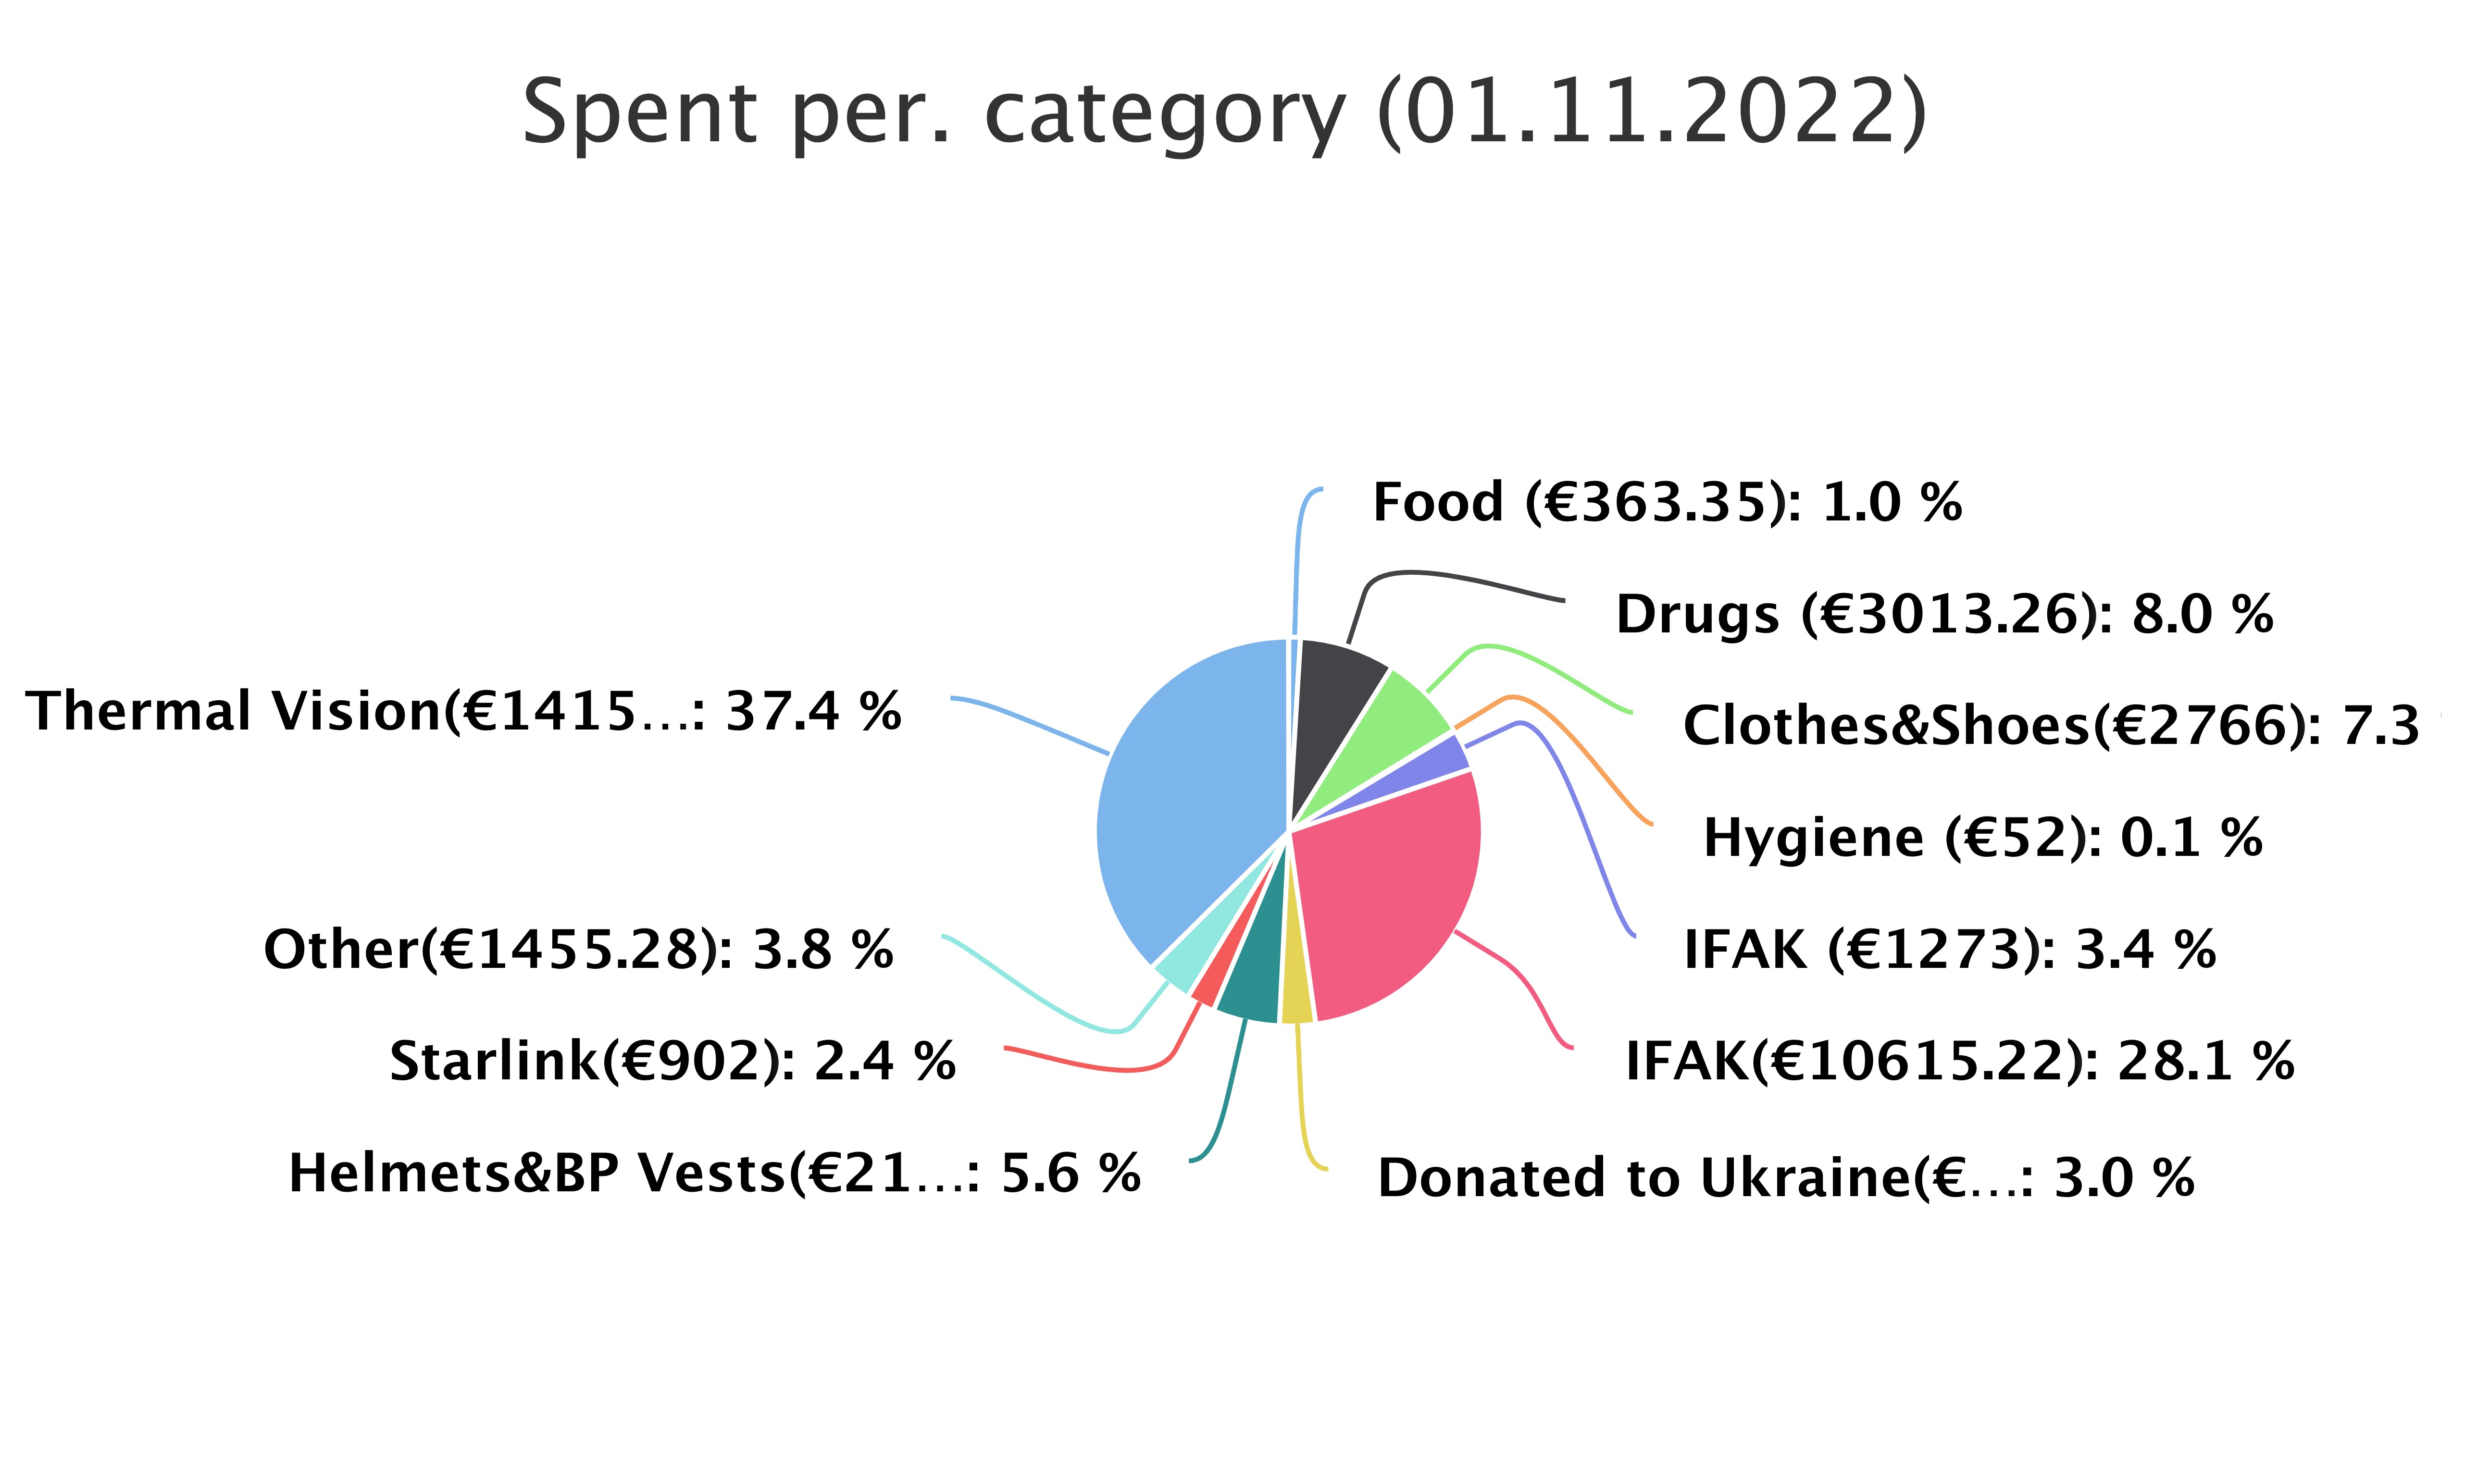 Spent per. category (01.11.2022)
Food (€363.35): 1.0 %
Drugs (€3013.26): 8.0 %
Clothes&Shoes(€2766): 7.3
Hygiene (€52): 0.1 %
IFAK (€1273): 3.4 %
IFAK(€10615.22): 28.1 %
Donated to Ukraine(€…: 3.0 %
Helmets&BP Vests(€21…: 5.6 %
Starlink(€902): 2.4 %
Other(€1455.28): 3.8 %
Thermal Vision(€1415…: 37.4 %